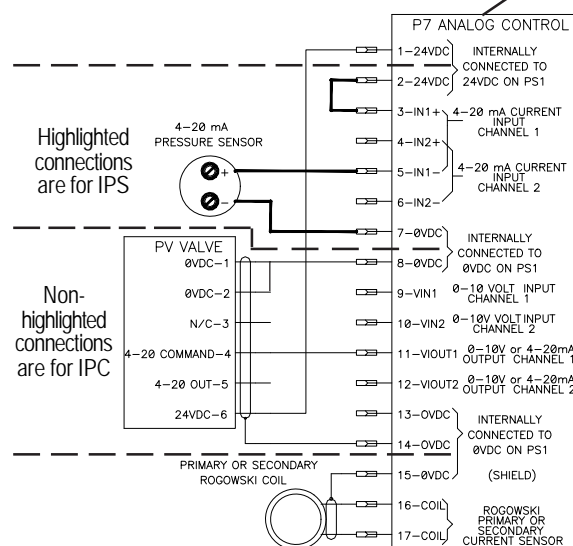 P7 ANALOG CONTROL
1-24VDC
INTERNALLY
CONNECTED TO
24VDC ON PS1
2-24VDC
3-IN1+
4-20 mA CURRENT
INPUT
CHANNEL 1
4-IN2+
5-IN1-
4-20 mA CURRENT
INPUT
CHANNEL 2
6-IN2-
7-0VDC
INTERNALLY
CONNECTED TO
0VDC ON PS1
8-0VDC
9-VIN1
0-10 VOLT INPUT
CHANNEL 1
10-VIN2
0-10V VOLT INPUT
CHANNEL 2
11-VIOUT1
0-10V or 4-20mA
OUTPUT CHANNEL 1
12-VIOUT2
0-10V or 4-20mA
OUTPUT CHANNEL 2
13-0VDC
INTERNALLY
CONNECTED TO
0VDC ON PS1
14-0VDC
15-0VDC
(SHIELD)
16-COIL
17-COIL
ROGOWSKI
PRIMARY OR
SECONDARY
CURRENT SENSOR
Highlighted
connections
are for IPS
4-20 mA
PRESSURE SENSOR
+
-
Non-
highlighted
connections
are for IPC
PV VALVE
0VDC-1
0VDC-2
N/C-3
4-20 COMMAND-4
4-20 OUT-5
24VDC-6
PRIMARY OR SECONDARY
ROGOWSKI COIL